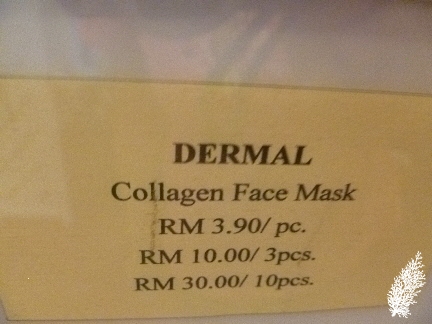 DERMAL
Collagen Face Mask
RM 3.90/ pc.
RM 10.00/ 3pcs.
RM 30.00/ 10pcs.